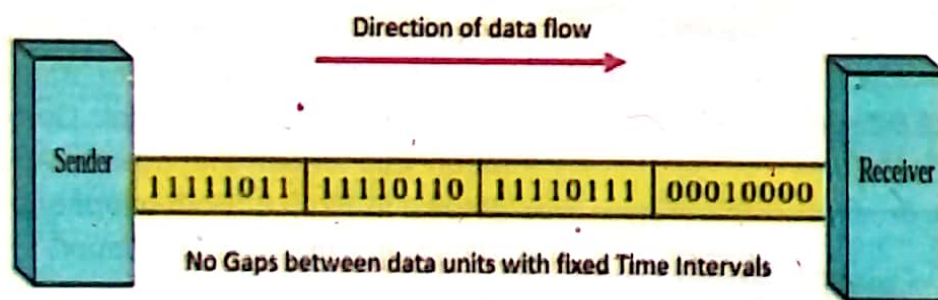 Direction of data flow
Sender
11111011 11110110 11110111 00010000
Receiver
No Gaps between data units with fixed Time Intervals